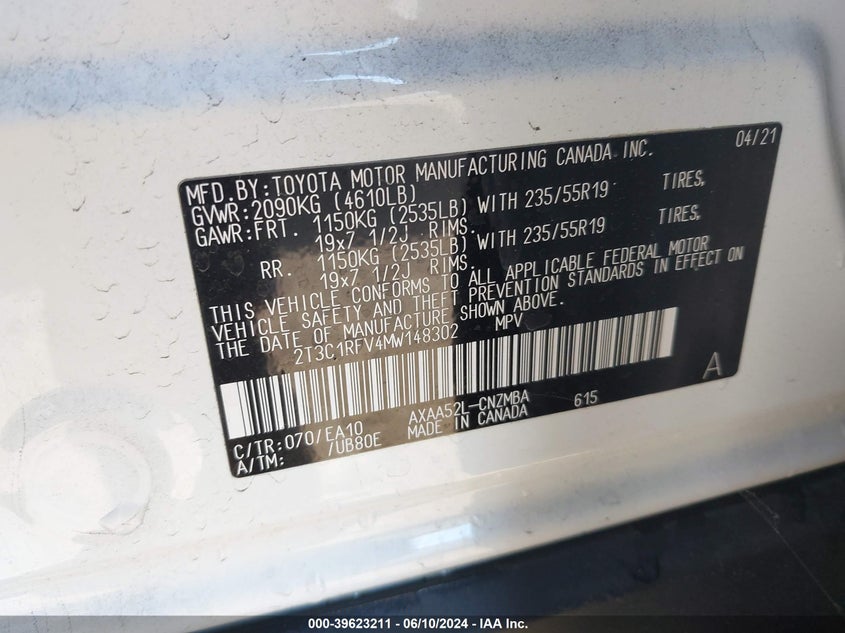 04/21
MFD.BY:TOYOTA MOTOR MANUFACTURING CANADA INC.
GVWR:2090KG (4610LB)
GAWR:FRT. 1150KG (2535LB) WITH 235/55R19 TIRES,
19x7 1/2J RIMS.
RR. 1150KG (2535LB) WITH 235/55R19 TIRES,
19x7 1/2J RIMS.
THIS VEHICLE CONFORMS TO ALL APPLICABLE FEDERAL MOTOR
VEHICLE SAFETY AND THEFT PREVENTION STANDARDS IN EFFECT ON
THE DATE OF MANUFACTURE SHOWN ABOVE.
2T3C1RFV4MW148302 MPV
A
C/TR:070/EA10 AXAA52L-CNZMBA 615
A/TM: /UB80E MADE IN CANADA
000-39623211 - 06/10/2024 - IAA Inc.